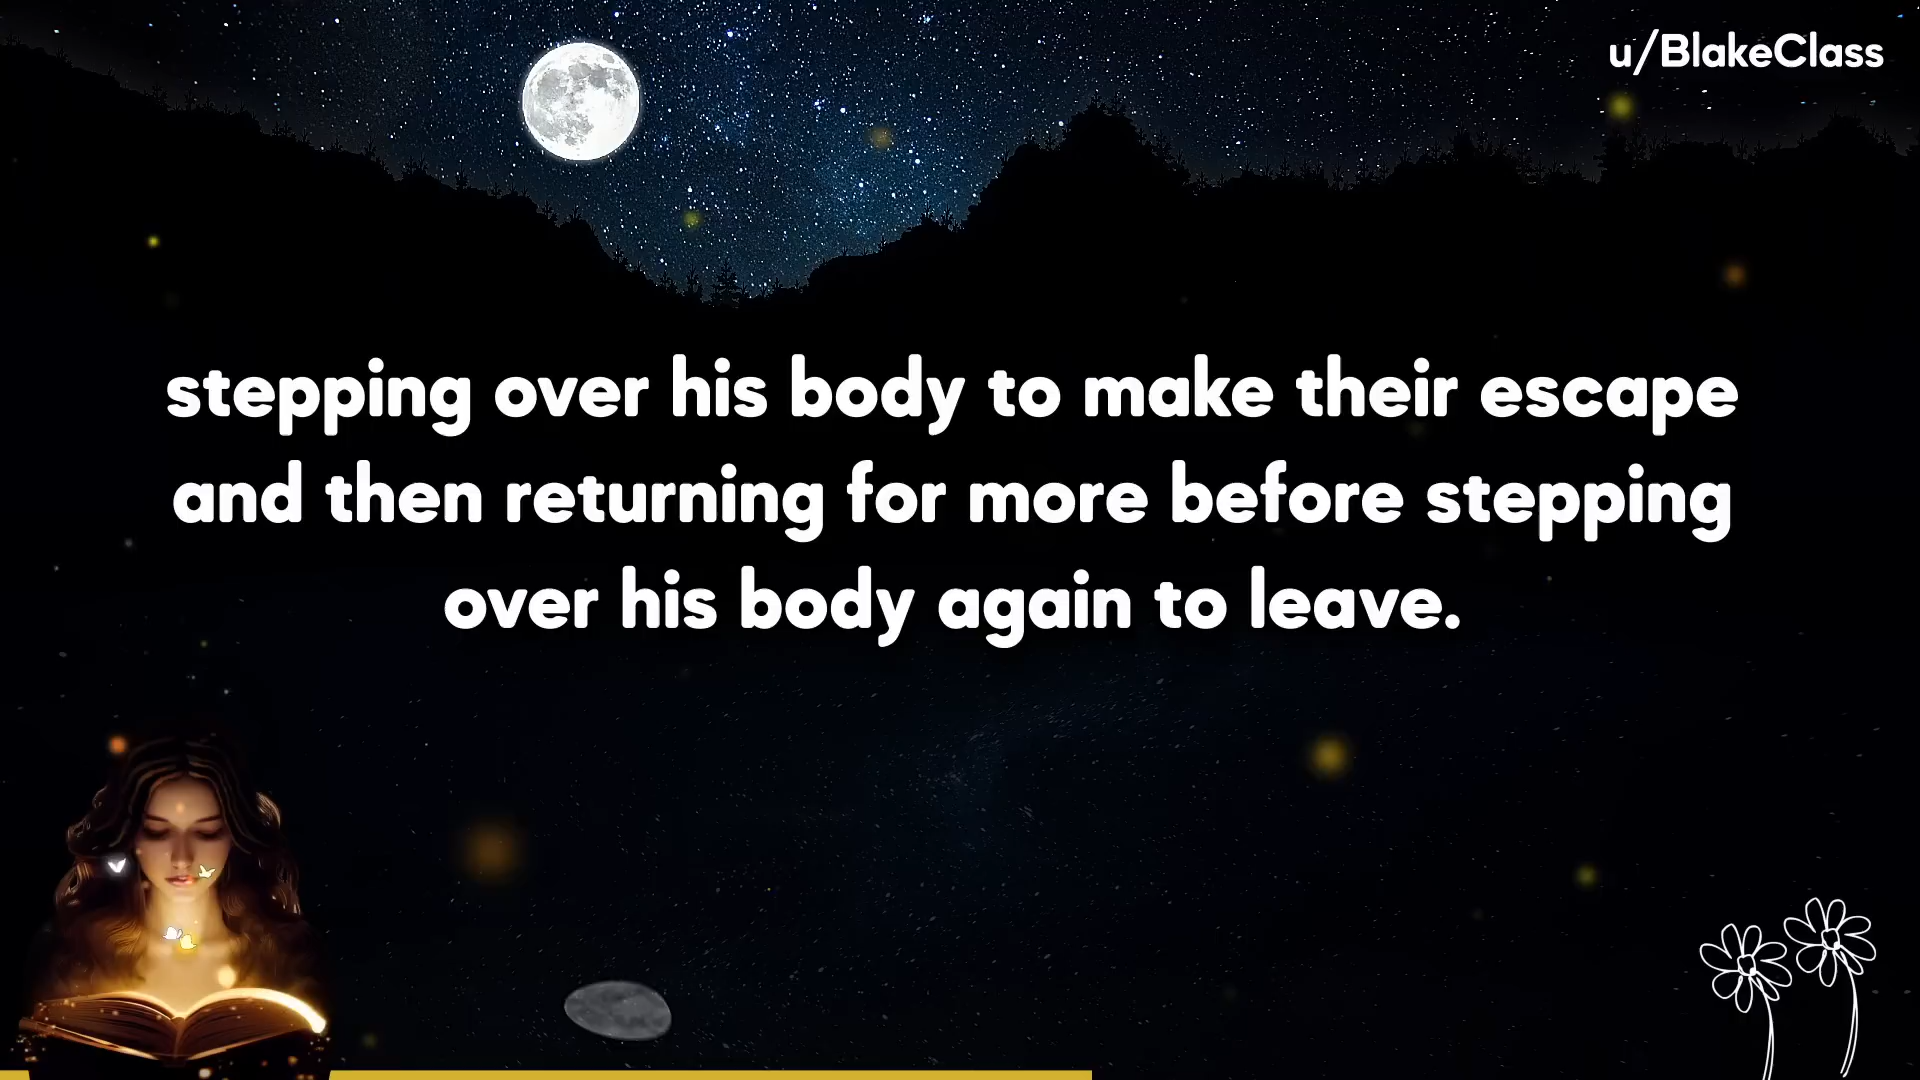 u/BlakeClass
stepping over his body to make their escape
and then returning for more before stepping
over his body again to leave.